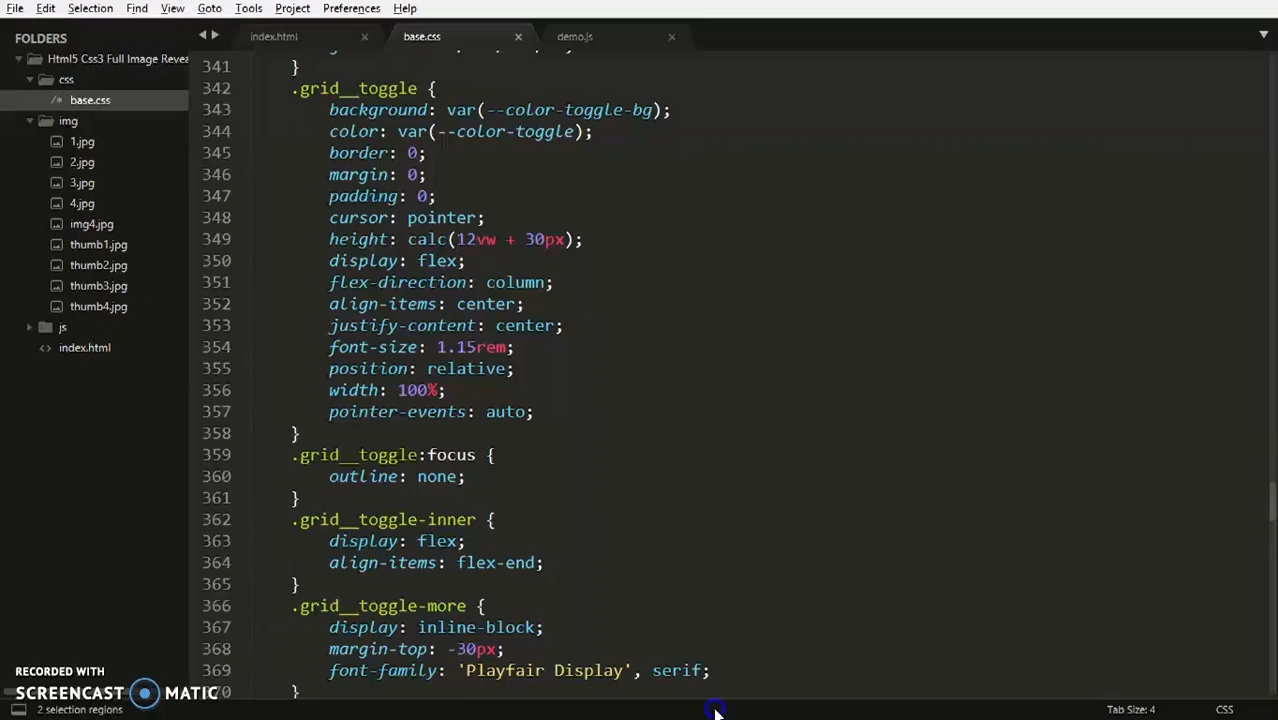 File Edit Selection Find View Goto Tools Project Preferences Help
FOLDERS
Html5 Css3 Full Image Revea
css
/* base.css
img
1.jpg
2.jpg
3.jpg
4.jpg
img4.jpg
thumb1.jpg
thumb2.jpg
thumb3.jpg
thumb4.jpg
js
<> index.html
index.html × base.css × demo.js ×
341 }
342 .grid__toggle {
343 background: var(--color-toggle-bg);
344 color: var(--color-toggle);
345 border: 0;
346 margin: 0;
347 padding: 0;
348 cursor: pointer;
349 height: calc(12vw + 30px);
350 display: flex;
351 flex-direction: column;
352 align-items: center;
353 justify-content: center;
354 font-size: 1.15rem;
355 position: relative;
356 width: 100%;
357 pointer-events: auto;
358 }
359 .grid__toggle:focus {
360 outline: none;
361 }
362 .grid__toggle-inner {
363 display: flex;
364 align-items: flex-end;
365 }
366 .grid__toggle-more {
367 display: inline-block;
368 margin-top: -30px;
369 font-family: 'Playfair Display', serif;
370 }
RECORDED WITH
SCREENCAST MATIC
2 selection regions
Tab Size: 4 CSS